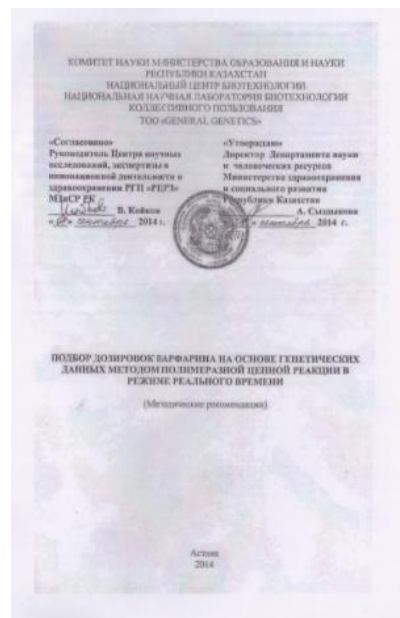 КОМИТЕТ НАУКИ МИНИСТЕРСТВА ОБРАЗОВАНИЯ И НАУКИ
РЕСПУБЛИКИ КАЗАХСТАН
НАЦИОНАЛЬНЫЙ ЦЕНТР БИОТЕХНОЛОГИИ
НАЦИОНАЛЬНАЯ НАУЧНАЯ ЛАБОРАТОРИЯ БИОТЕХНОЛОГИИ
КОЛЛЕКТИВНОГО ПОЛЬЗОВАНИЯ
ТОО «GENERAL GENETICS»
«Согласовано»
Руководитель Центра научных
исследований, экспертизы и
инновационной деятельности в
здравоохранении РГП «РЦРЗ»
МЗиСР РК
В. Койков
сентября 2014 г.
«Утверждаю»
Директор Департамента науки
и человеческих ресурсов
Министерства здравоохранения
и социального развития
Республики Казахстан
А. Сыздыкова
сентября 2014 г.
ПОДБОР ДОЗИРОВОК ВАРФАРИНА НА ОСНОВЕ ГЕНЕТИЧЕСКИХ
ДАННЫХ МЕТОДОМ ПОЛИМЕРАЗНОЙ ЦЕПНОЙ РЕАКЦИИ В
РЕЖИМЕ РЕАЛЬНОГО ВРЕМЕНИ
(Методические рекомендации)
Астана
2014